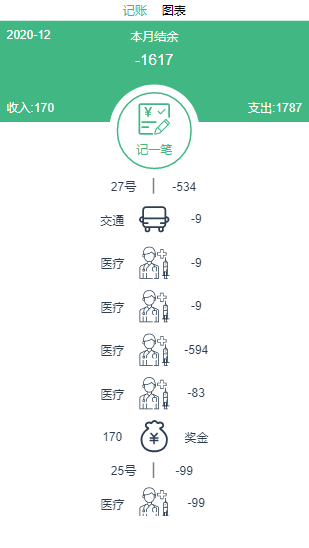 记账 图表
2020-12
本月结余
-1617
收入:170
支出:1787
¥
记一笔
27号 -534
交通 -9
医疗 -9
医疗 -9
医疗 -594
医疗 -83
170 ¥ 奖金
25号 -99
医疗 -99